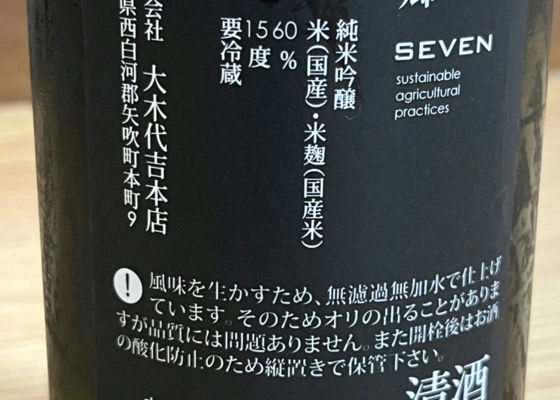 SEVEN
sustainable
agricultural
practices
純米吟醸
米(国産)・米麹(国産米)
60%
15度
要冷蔵
会社 大木代吉本店
県西白河郡矢吹町本町9
! 風味を生かすため、無濾過無加水で仕上げ
ています。そのためオリの出ることがありま
すが品質には問題ありません。また開栓後はお酒
の酸化防止のため縦置きで保管下さい。
清酒